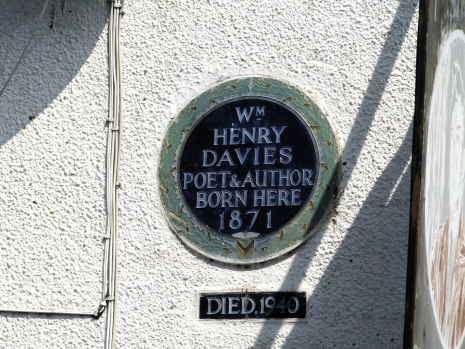 WM
HENRY
DAVIES
POET & AUTHOR
BORN HERE
1871
DIED.1940